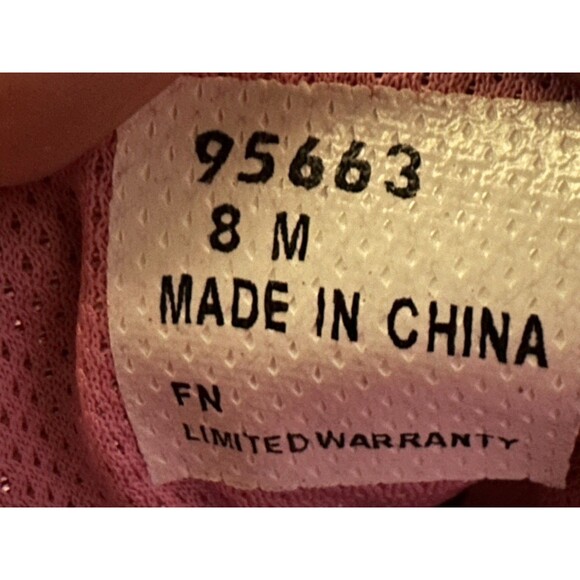 95663
8 M
MADE IN CHINA
FN
LIMITED WARRANTY